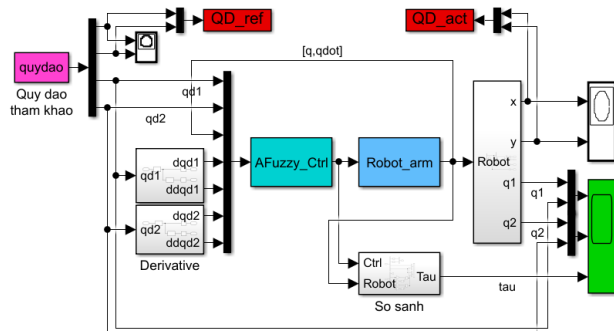 QD_ref
QD_act
[q,qdot]
quydao
Quy dao
tham khao
qd1
qd2
x
y
AFuzzy_Ctrl
Robot_arm
Robot
qd1
dqd1
ddqd1
q1
q1
q2
q2
qd2
dqd2
ddqd2
Derivative
Ctrl
Robot
Tau
So sanh
tau